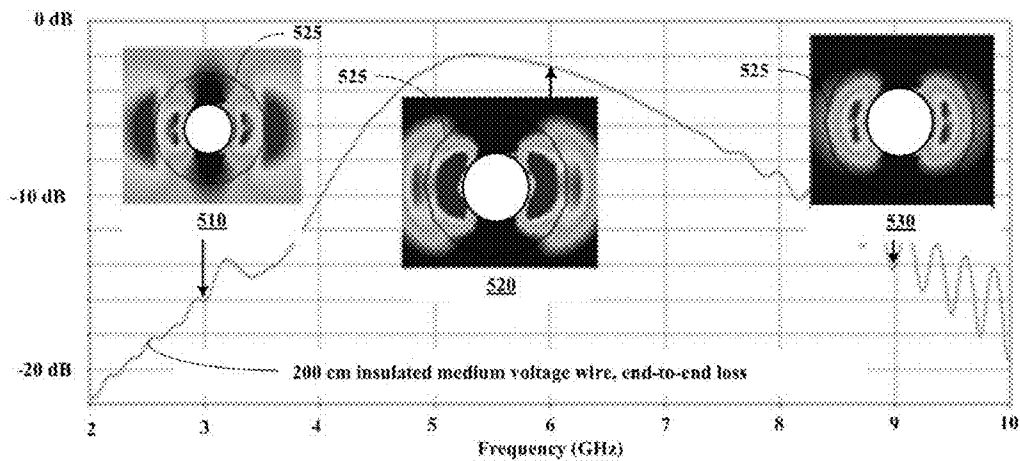 0 dB
525
525
525
-10 dB
510
520
530
-20 dB
200 cm insulated medium voltage wire, end-to-end loss
2 3 4 5 6 7 8 9 10
Frequency (GHz)